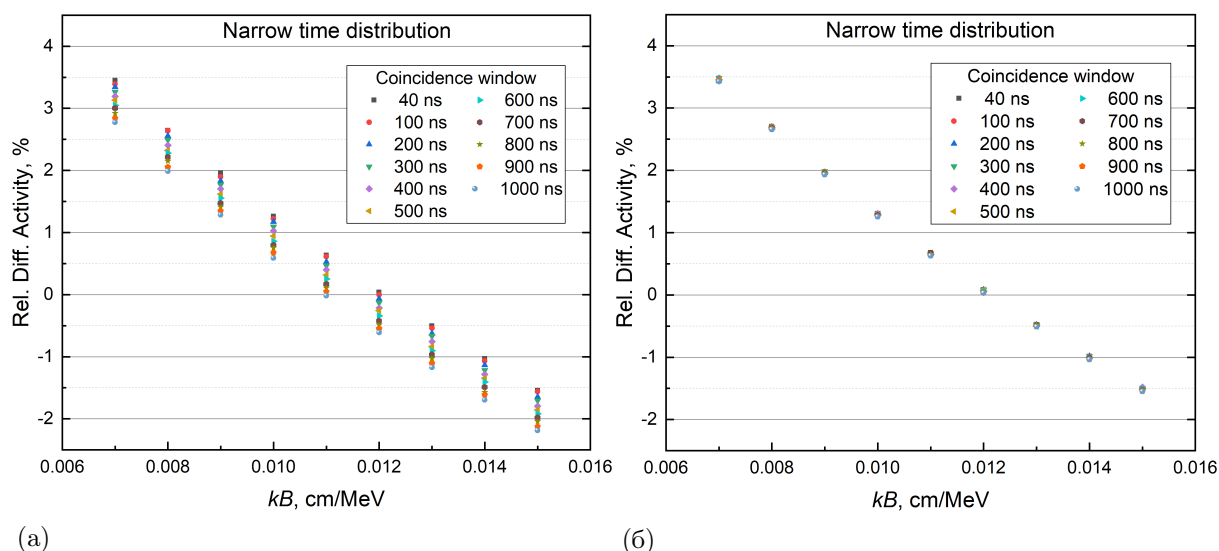 Narrow time distribution
Rel. Diff. Activity, %
4
3
2
1
0
-1
-2
Coincidence window
40 ns 600 ns
100 ns 700 ns
200 ns 800 ns
300 ns 900 ns
400 ns 1000 ns
500 ns
0.006 0.008 0.010 0.012 0.014 0.016
kB, cm/MeV
(а)
Narrow time distribution
Rel. Diff. Activity, %
4
3
2
1
0
-1
-2
Coincidence window
40 ns 600 ns
100 ns 700 ns
200 ns 800 ns
300 ns 900 ns
400 ns 1000 ns
500 ns
0.006 0.008 0.010 0.012 0.014 0.016
kB, cm/MeV
(б)